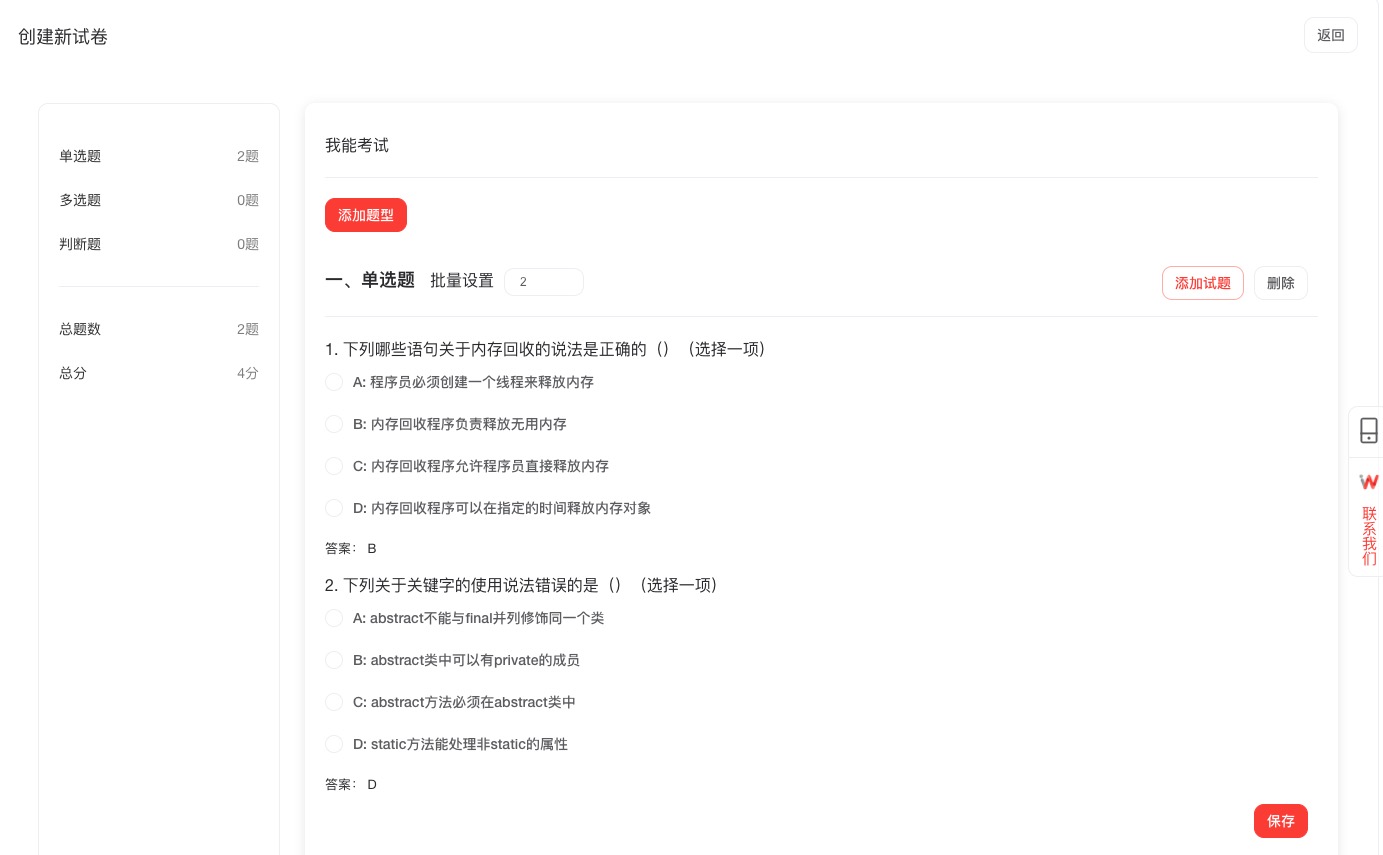 创建新试卷
返回
单选题 2题
多选题 0题
判断题 0题
总题数 2题
总分 4分
我能考试
添加题型
一、单选题 批量设置 2 添加试题 删除
1. 下列哪些语句关于内存回收的说法是正确的（）（选择一项）
A: 程序员必须创建一个线程来释放内存
B: 内存回收程序负责释放无用内存
C: 内存回收程序允许程序员直接释放内存
D: 内存回收程序可以在指定的时间释放内存对象
答案： B
2. 下列关于关键字的使用说法错误的是（）（选择一项）
A: abstract不能与final并列修饰同一个类
B: abstract类中可以有private的成员
C: abstract方法必须在abstract类中
D: static方法能处理非static的属性
答案： D
保存
W
联系我们